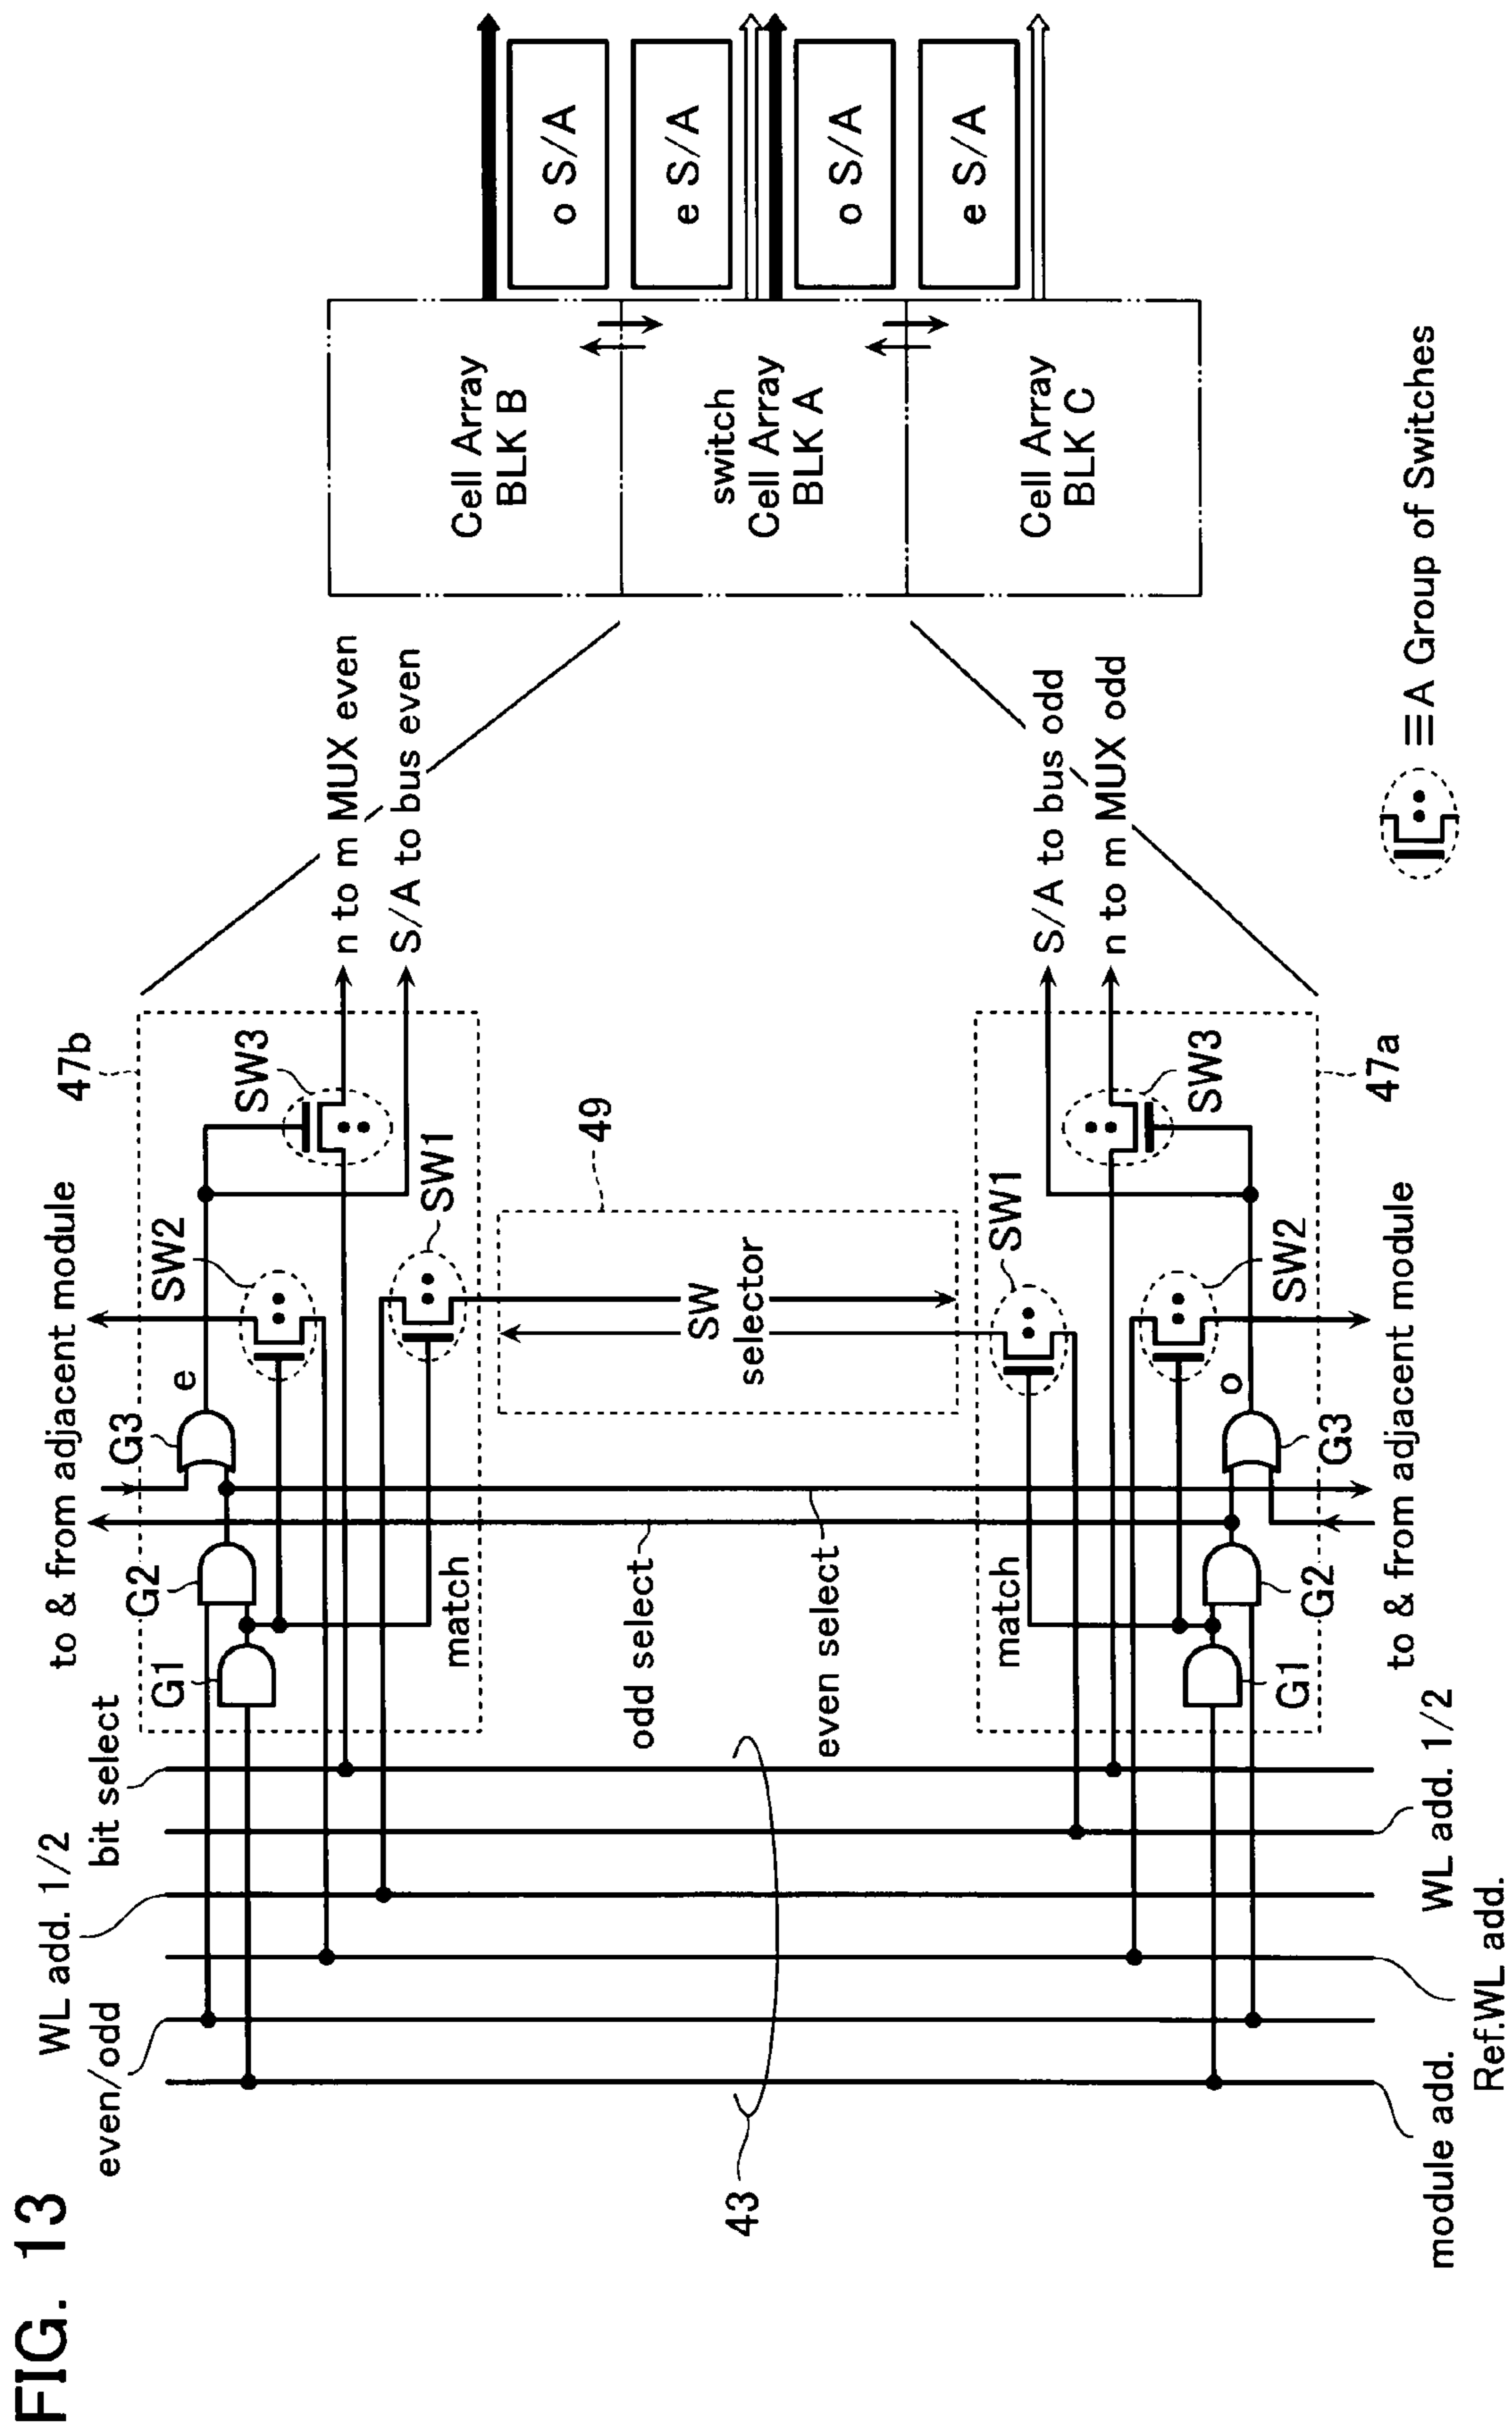 FIG. 13
to & from adjacent module
47b
WL add. 1/2
bit select
even/odd
G1
G2
G3
e
SW2
SW3
SW1
match
n to m MUX even
S/A to bus even
43
odd select
even select
49
SW
selector
match
SW1
S/A to bus odd
n to m MUX odd
G1
G2
G3
o
SW2
SW3
47a
module add.
Ref.WL add.
WL add. 1/2
to & from adjacent module
Cell Array
BLK B
switch
Cell Array
BLK A
Cell Array
BLK C
o S/A
e S/A
o S/A
e S/A
≡A Group of Switches